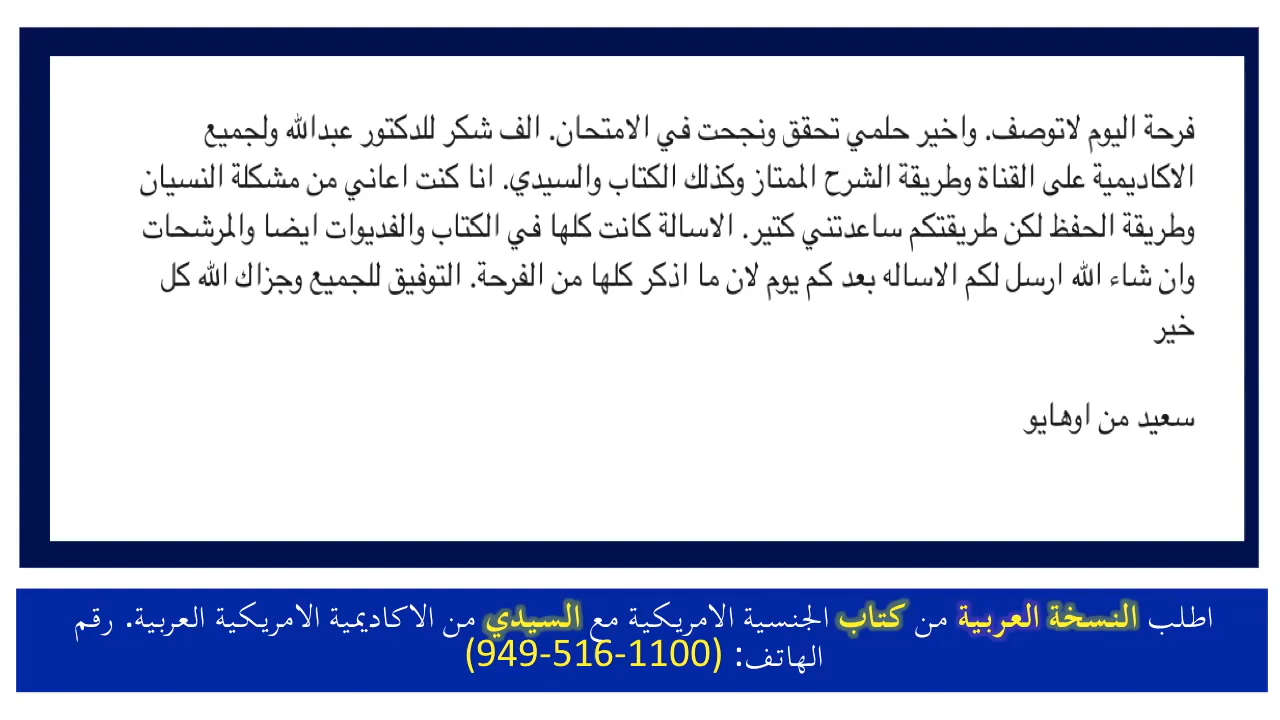 فرحة اليوم لاتوصف. واخير حلمي تحقق ونجحت في الامتحان. الف شكر للدكتور عبدالله ولجميع
الاكاديمية على القناة وطريقة الشرح الممتاز وكذلك الكتاب والسيدي. انا كنت اعاني من مشكلة النسيان
وطريقة الحفظ لكن طريقتكم ساعدتني كتير. الاسالة كانت كلها في الكتاب والفديوات ايضا والمرشحات
وان شاء الله ارسل لكم الاساله بعد كم يوم لان ما اذكر كلها من الفرحة. التوفيق للجميع وجزاك الله كل
خير
سعيد من اوهايو
اطلب النسخة العربية من كتاب الجنسية الامريكية مع السيدي من الاكاديمية الامريكية العربية. رقم
الهاتف: (949-516-1100)